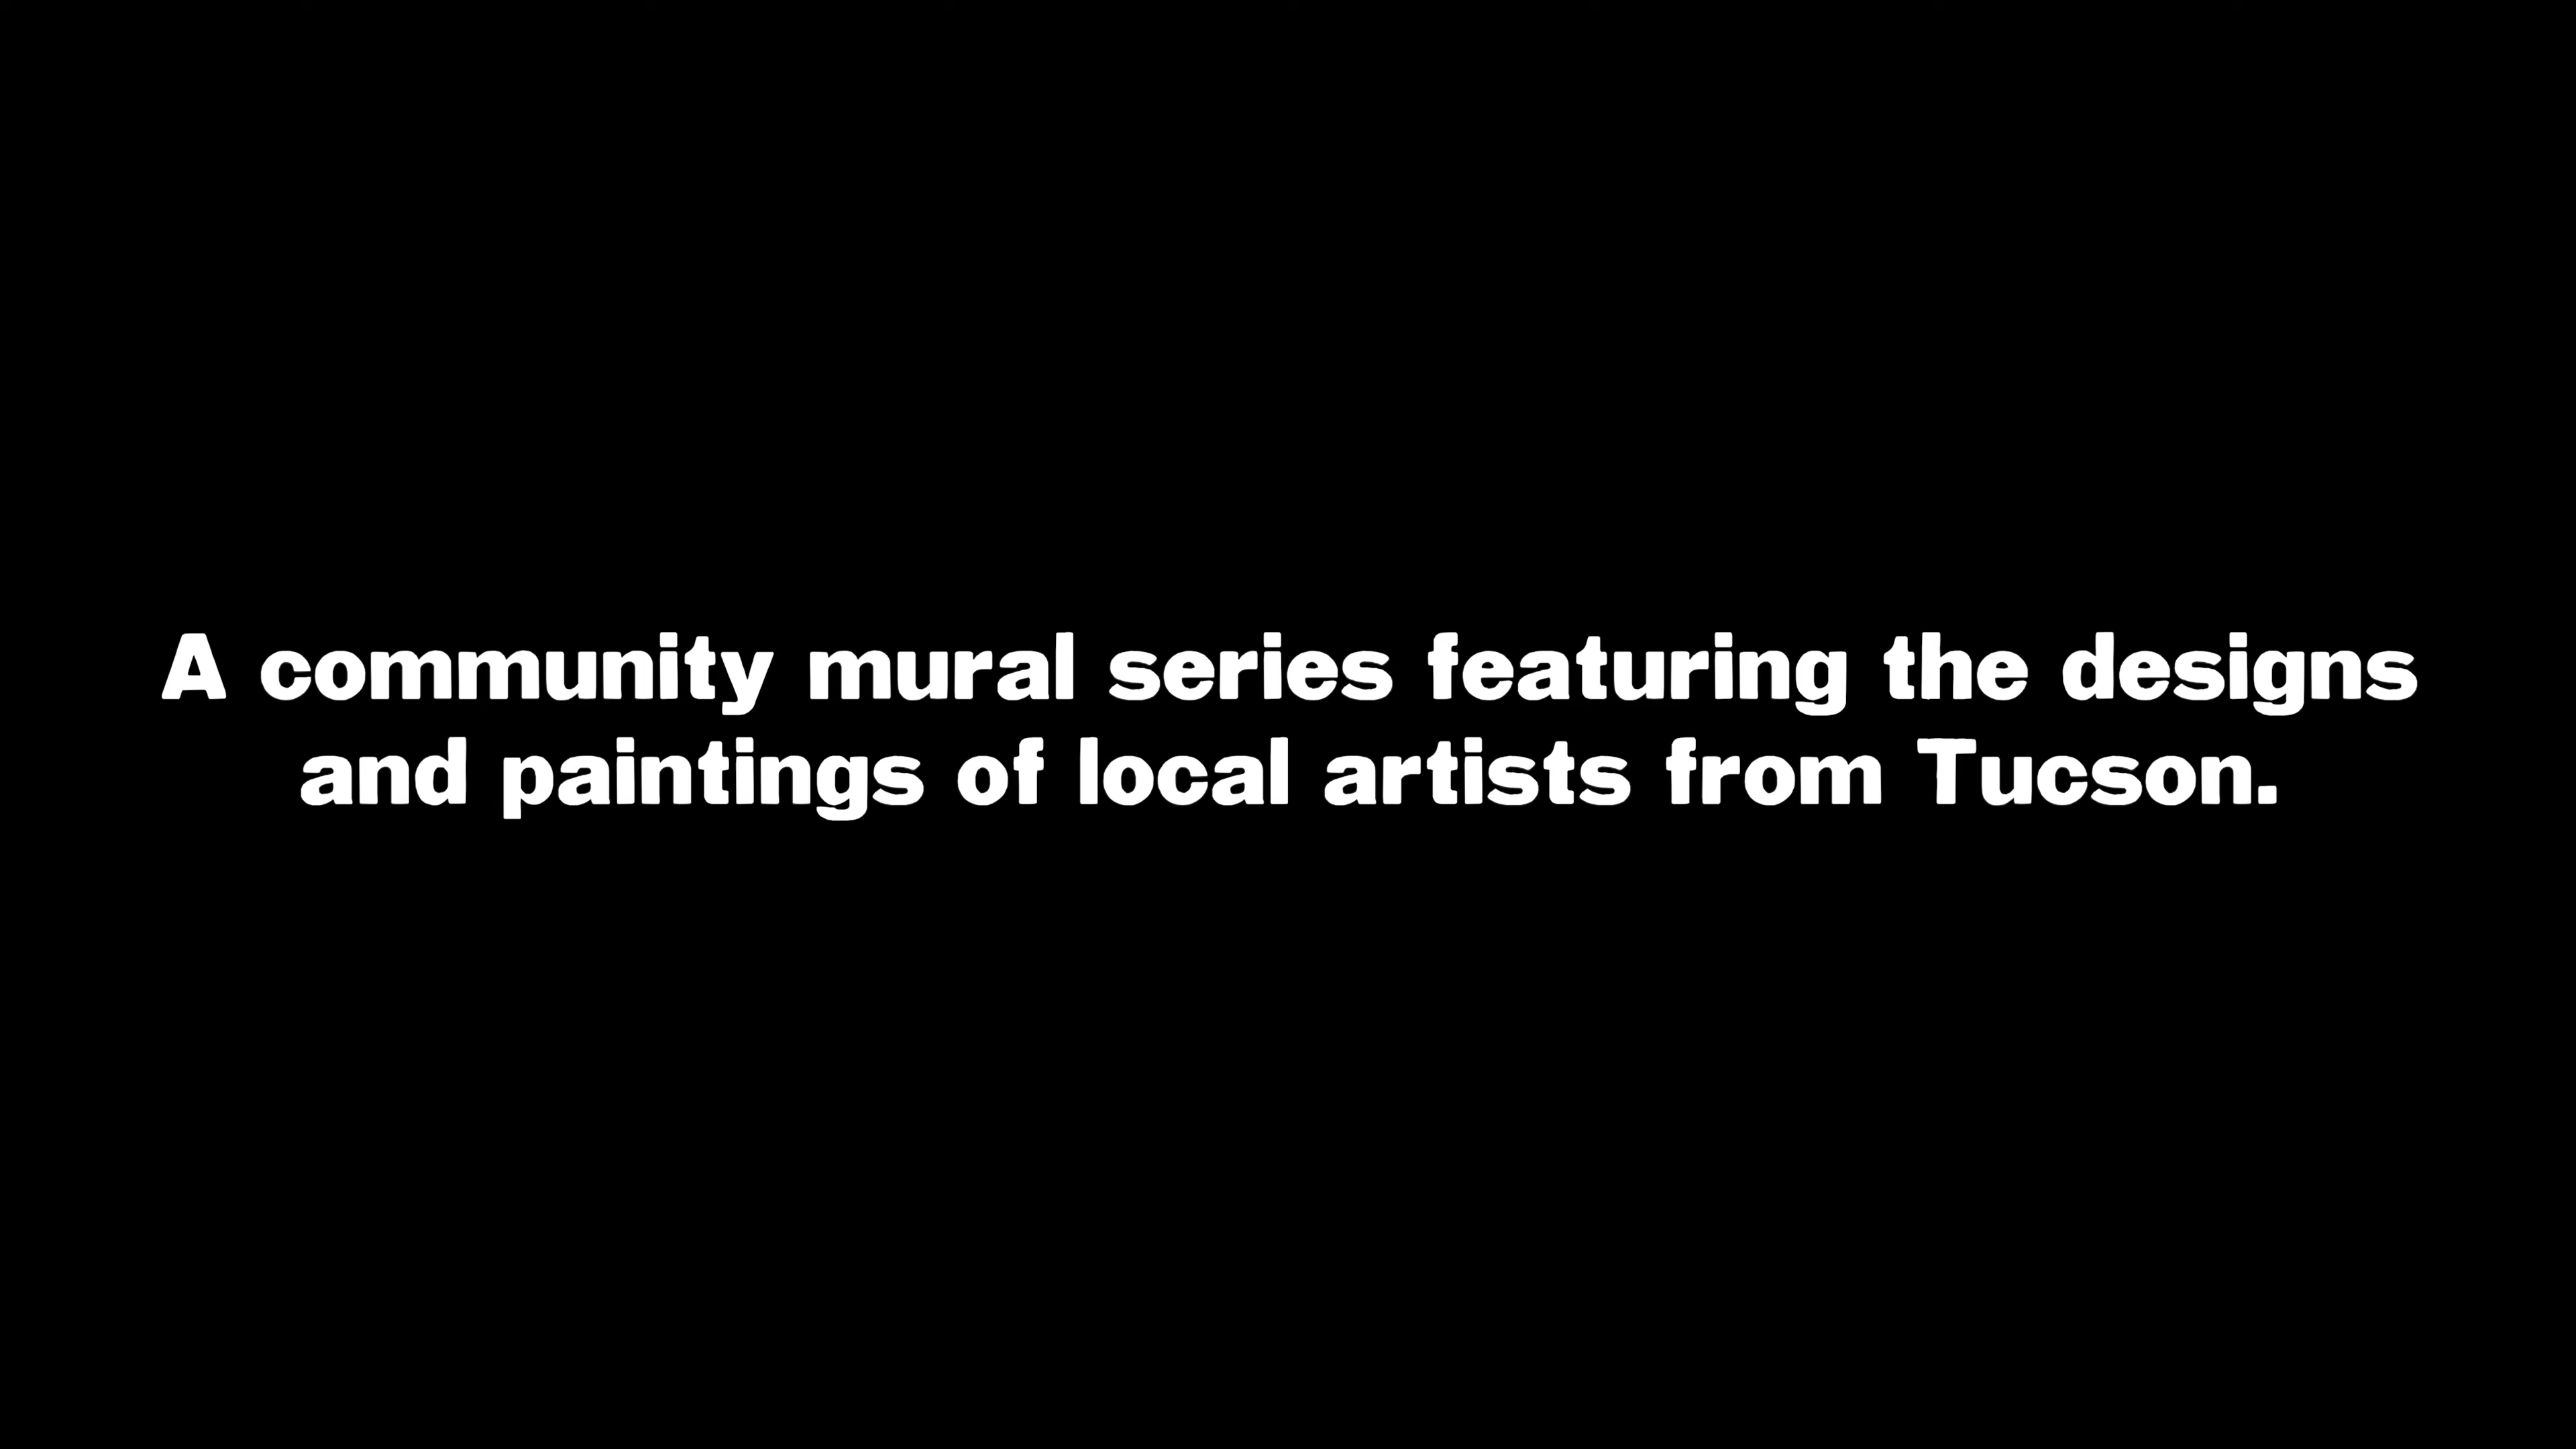 A community mural series featuring the designs
and paintings of local artists from Tucson.